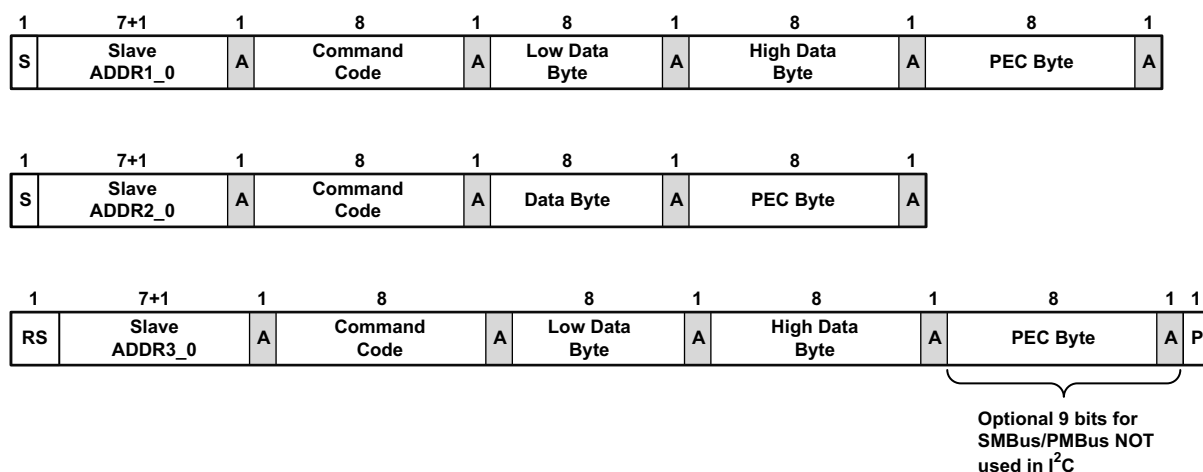 1 7+1 1 8 1 8 1 8 1 8 1
S Slave ADDR1_0 A Command Code A Low Data Byte A High Data Byte A PEC Byte A
1 7+1 1 8 1 8 1 8 1
S Slave ADDR2_0 A Command Code A Data Byte A PEC Byte A
1 7+1 1 8 8 1 8 1 8 1 1
RS Slave ADDR3_0 A Command Code A Low Data Byte A High Data Byte A PEC Byte A P
Optional 9 bits for
SMBus/PMBus NOT
used in I²C